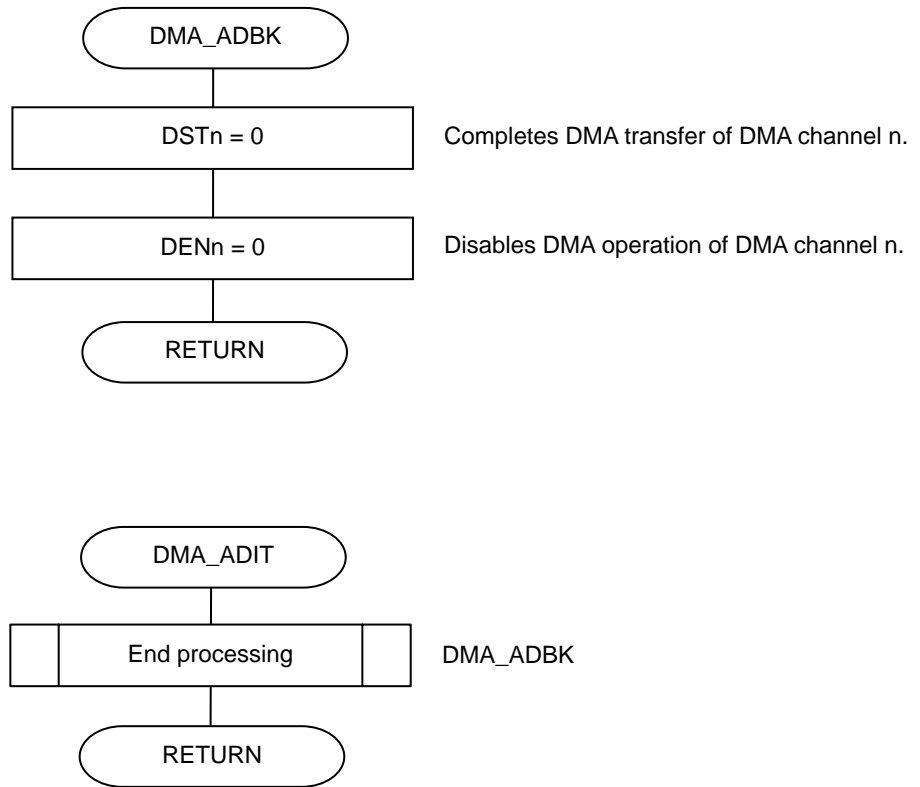 DMA_ADBK
DSTn = 0
Completes DMA transfer of DMA channel n.
DENn = 0
Disables DMA operation of DMA channel n.
RETURN
DMA_ADIT
End processing
DMA_ADBK
RETURN